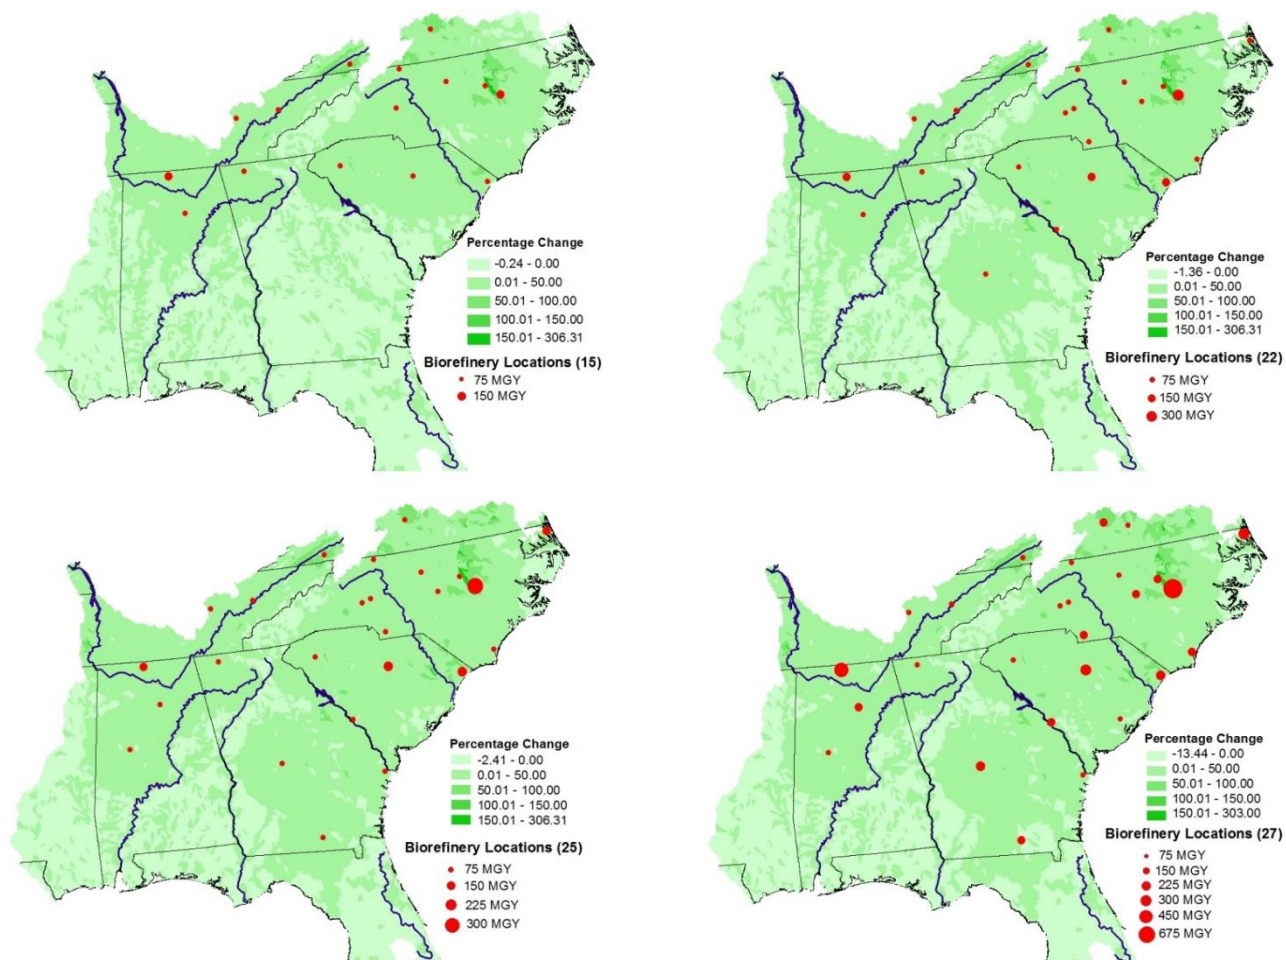 Percentage Change
-0.24 - 0.00
0.01 - 50.00
50.01 - 100.00
100.01 - 150.00
150.01 - 306.31
Biorefinery Locations (15)
75 MGY
150 MGY
Percentage Change
-1.36 - 0.00
0.01 - 50.00
50.01 - 100.00
100.01 - 150.00
150.01 - 306.31
Biorefinery Locations (22)
75 MGY
150 MGY
300 MGY
Percentage Change
-2.41 - 0.00
0.01 - 50.00
50.01 - 100.00
100.01 - 150.00
150.01 - 306.31
Biorefinery Locations (25)
75 MGY
150 MGY
225 MGY
300 MGY
Percentage Change
-13.44 - 0.00
0.01 - 50.00
50.01 - 100.00
100.01 - 150.00
150.01 - 303.00
Biorefinery Locations (27)
75 MGY
150 MGY
225 MGY
300 MGY
450 MGY
675 MGY